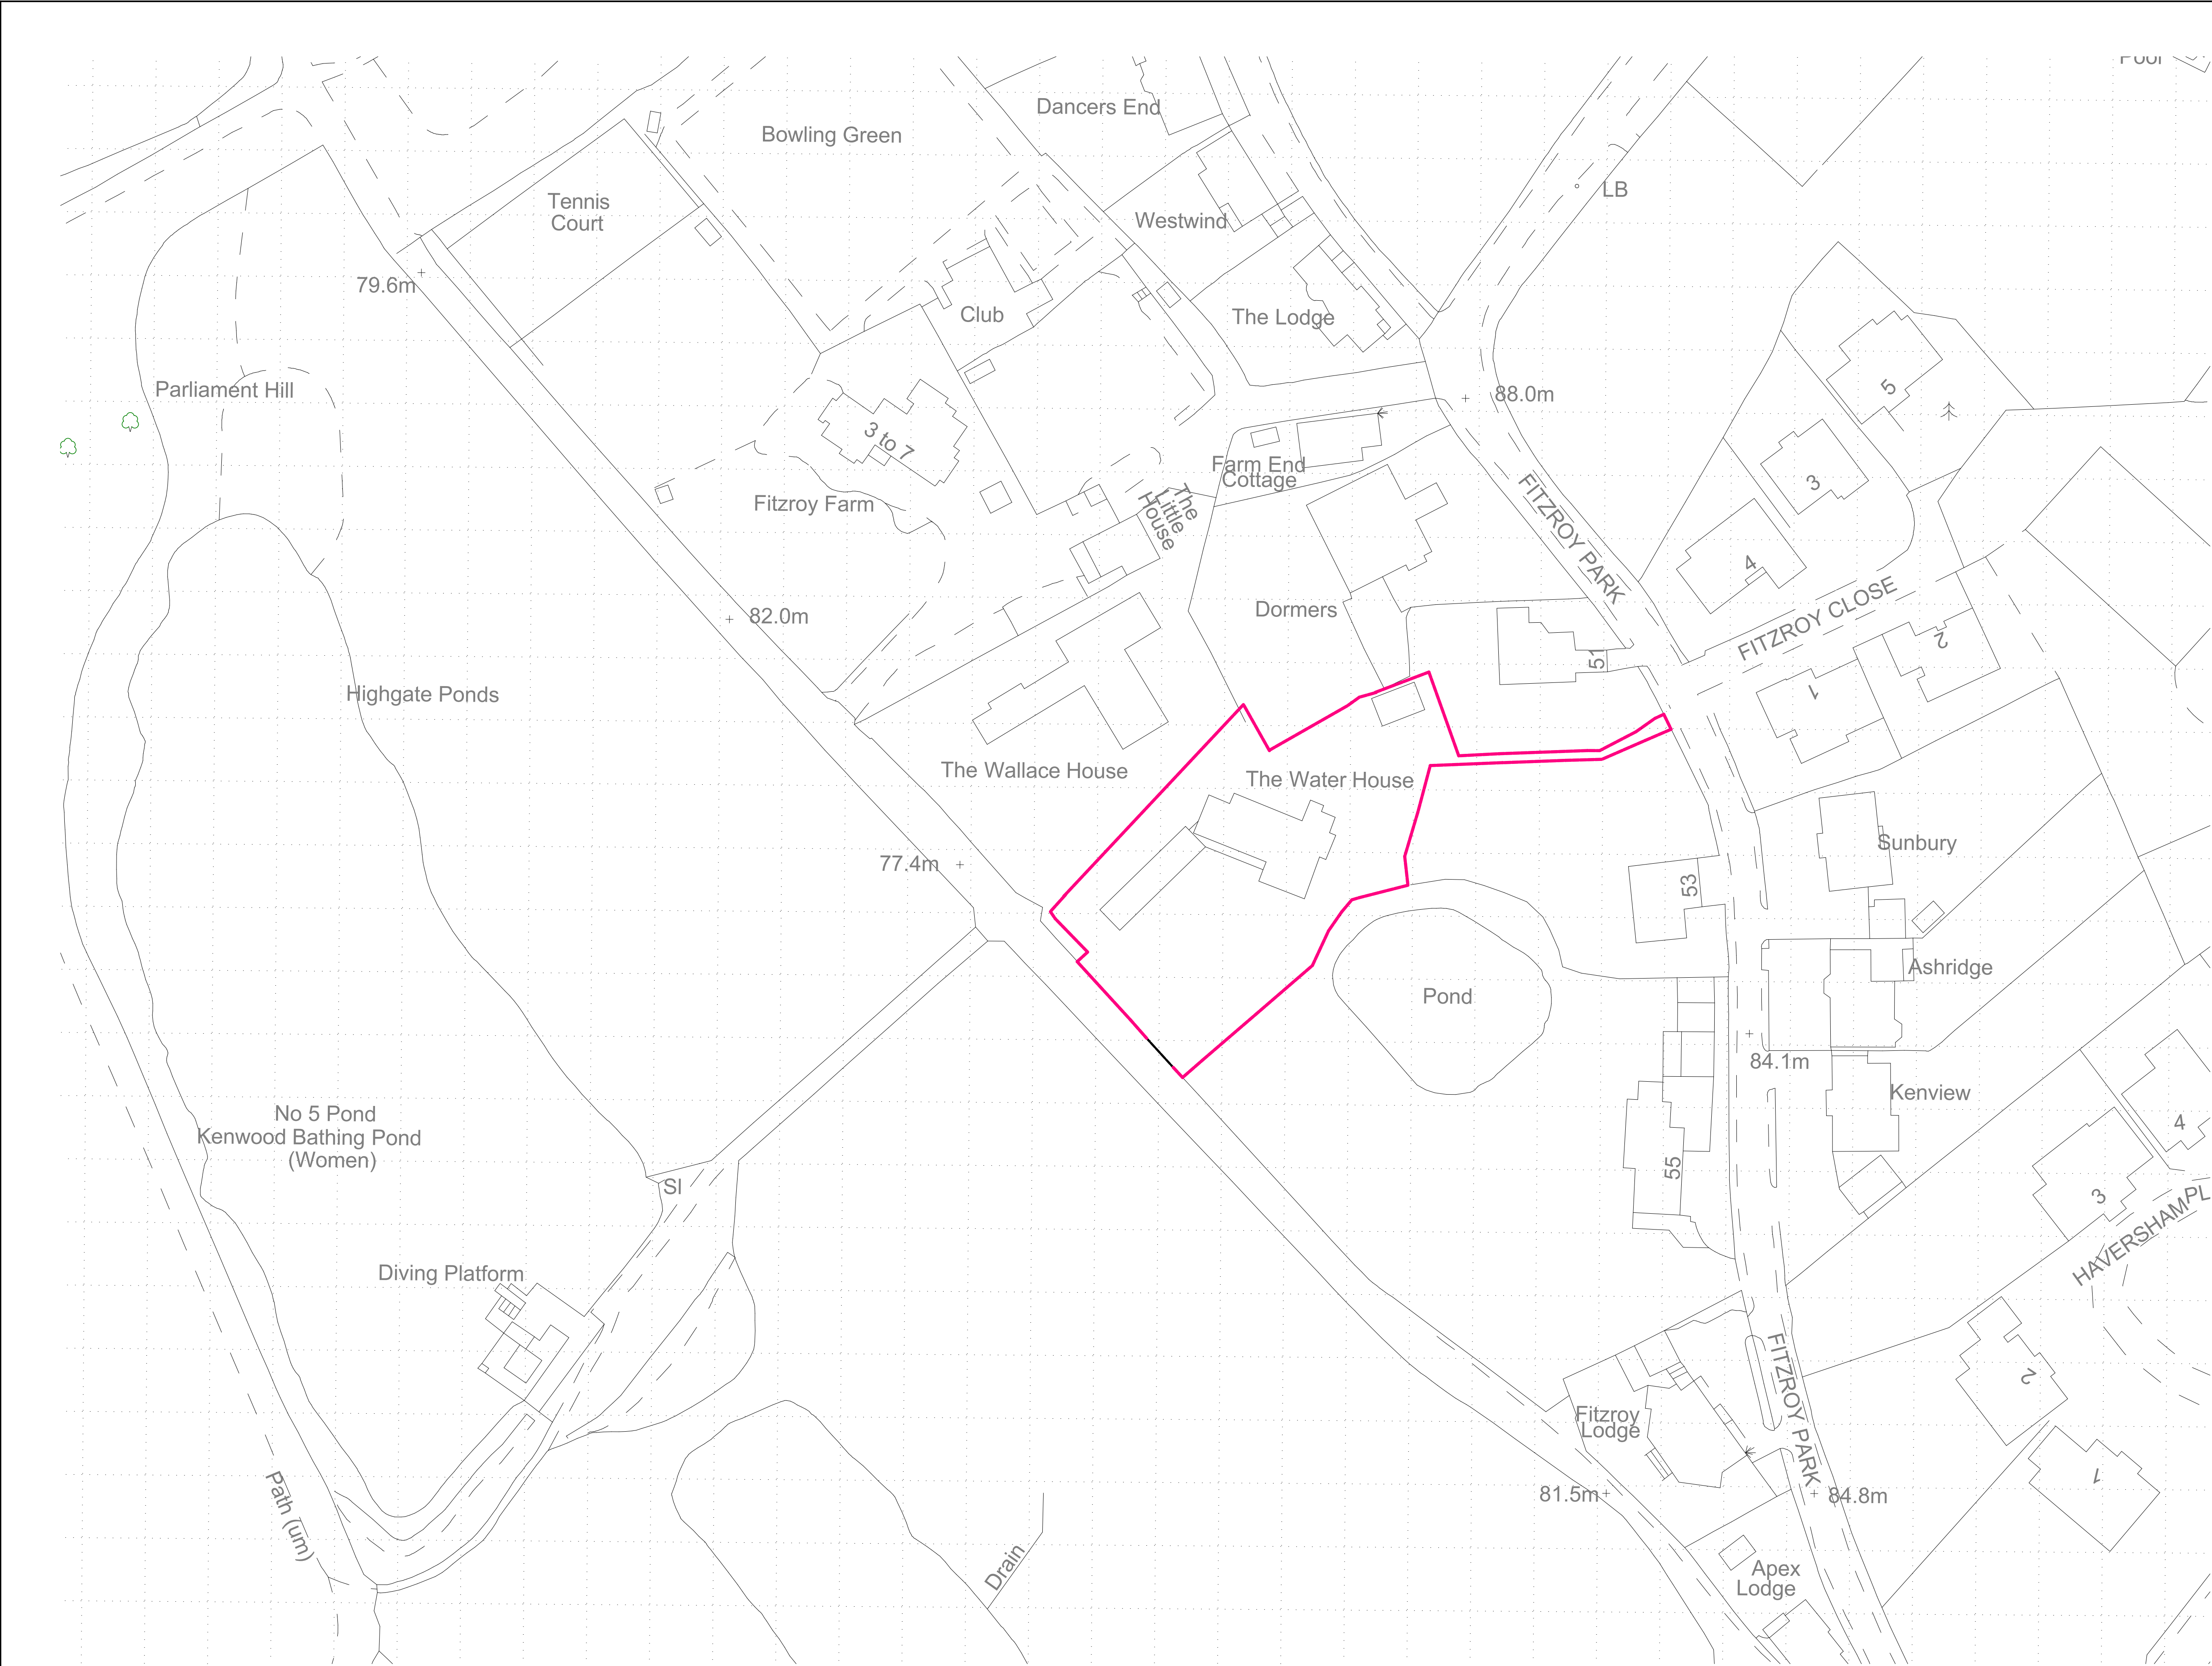 Pool
Dancers End
Bowling Green
LB
Tennis
Court
Westwind
79.6m
Club
The Lodge
Parliament Hill
88.0m
5
3 to 7
3
Farm End
Cottage
Fitzroy Farm
The
Little
House
FITZROY PARK
4
82.0m
Dormers
FITZROY CLOSE
2
51
1
Highgate Ponds
The Wallace House
The Water House
77.4m
Sunbury
53
Ashridge
Pond
84.1m
Kenview
No 5 Pond
Kenwood Bathing Pond
(Women)
4
55
Sl
3
HAVERSHAM PL
Diving Platform
FITZROY PARK
2
Fitzroy
Lodge
1
81.5m
84.8m
Path (um)
Drain
Apex
Lodge